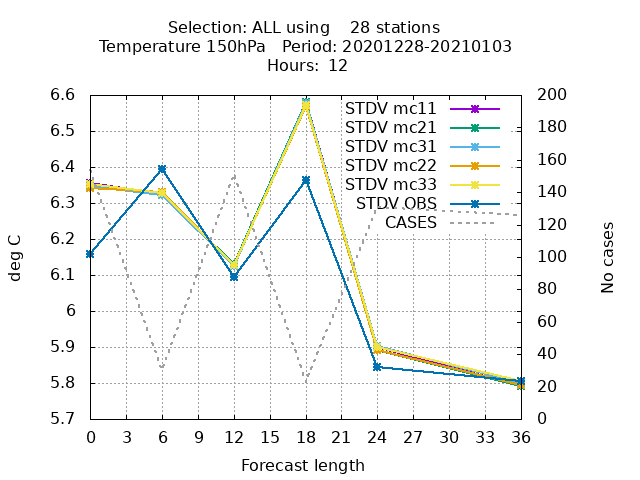 Selection: ALL using    28 stations
Temperature 150hPa   Period: 20201228-20210103
Hours: 12
6.6
6.5
6.4
6.3
6.2
6.1
6
5.9
5.8
5.7
deg C
STDV mc11
STDV mc21
STDV mc31
STDV mc22
STDV mc33
STDV OBS
CASES
200
180
160
140
120
100
80
60
40
20
0
No cases
0 3 6 9 12 15 18 21 24 27 30 33 36
Forecast length